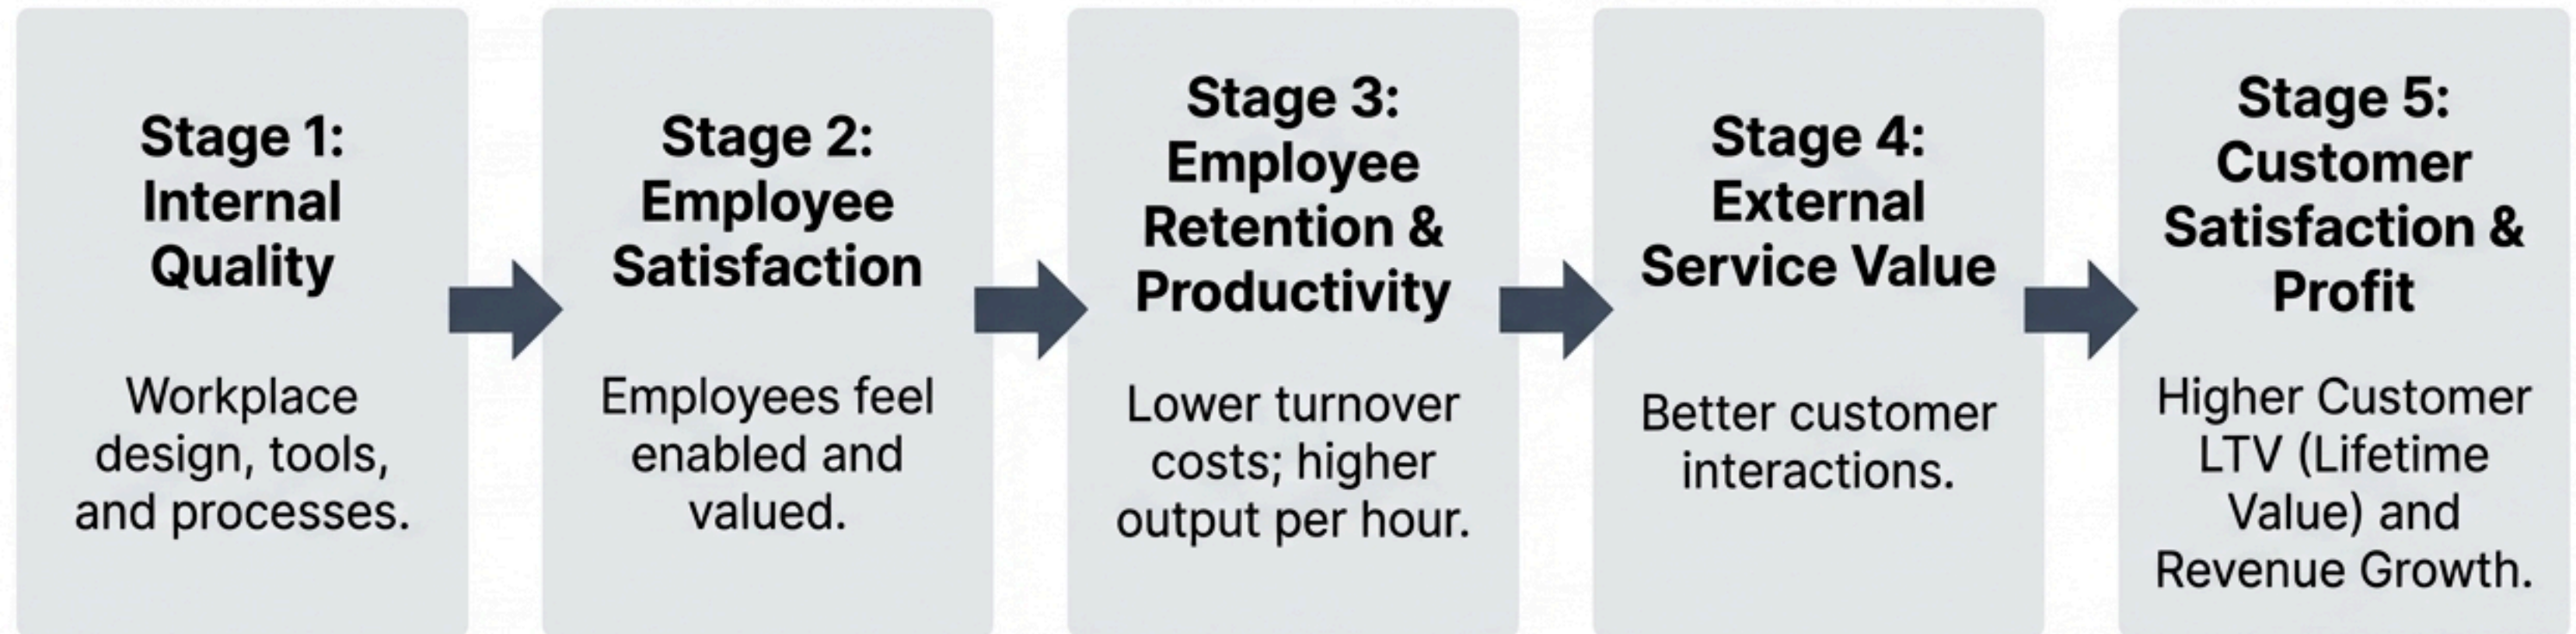 Stage 1:
Internal
Quality
Workplace
design, tools,
and processes.
Stage 2:
Employee
Satisfaction
Employees feel
enabled and
valued.
Stage 3:
Employee
Retention &
Productivity
Lower turnover
costs; higher
output per hour.
Stage 4:
External
Service Value
Better customer
interactions.
Stage 5:
Customer
Satisfaction &
Profit
Higher Customer
LTV (Lifetime
Value) and
Revenue Growth.